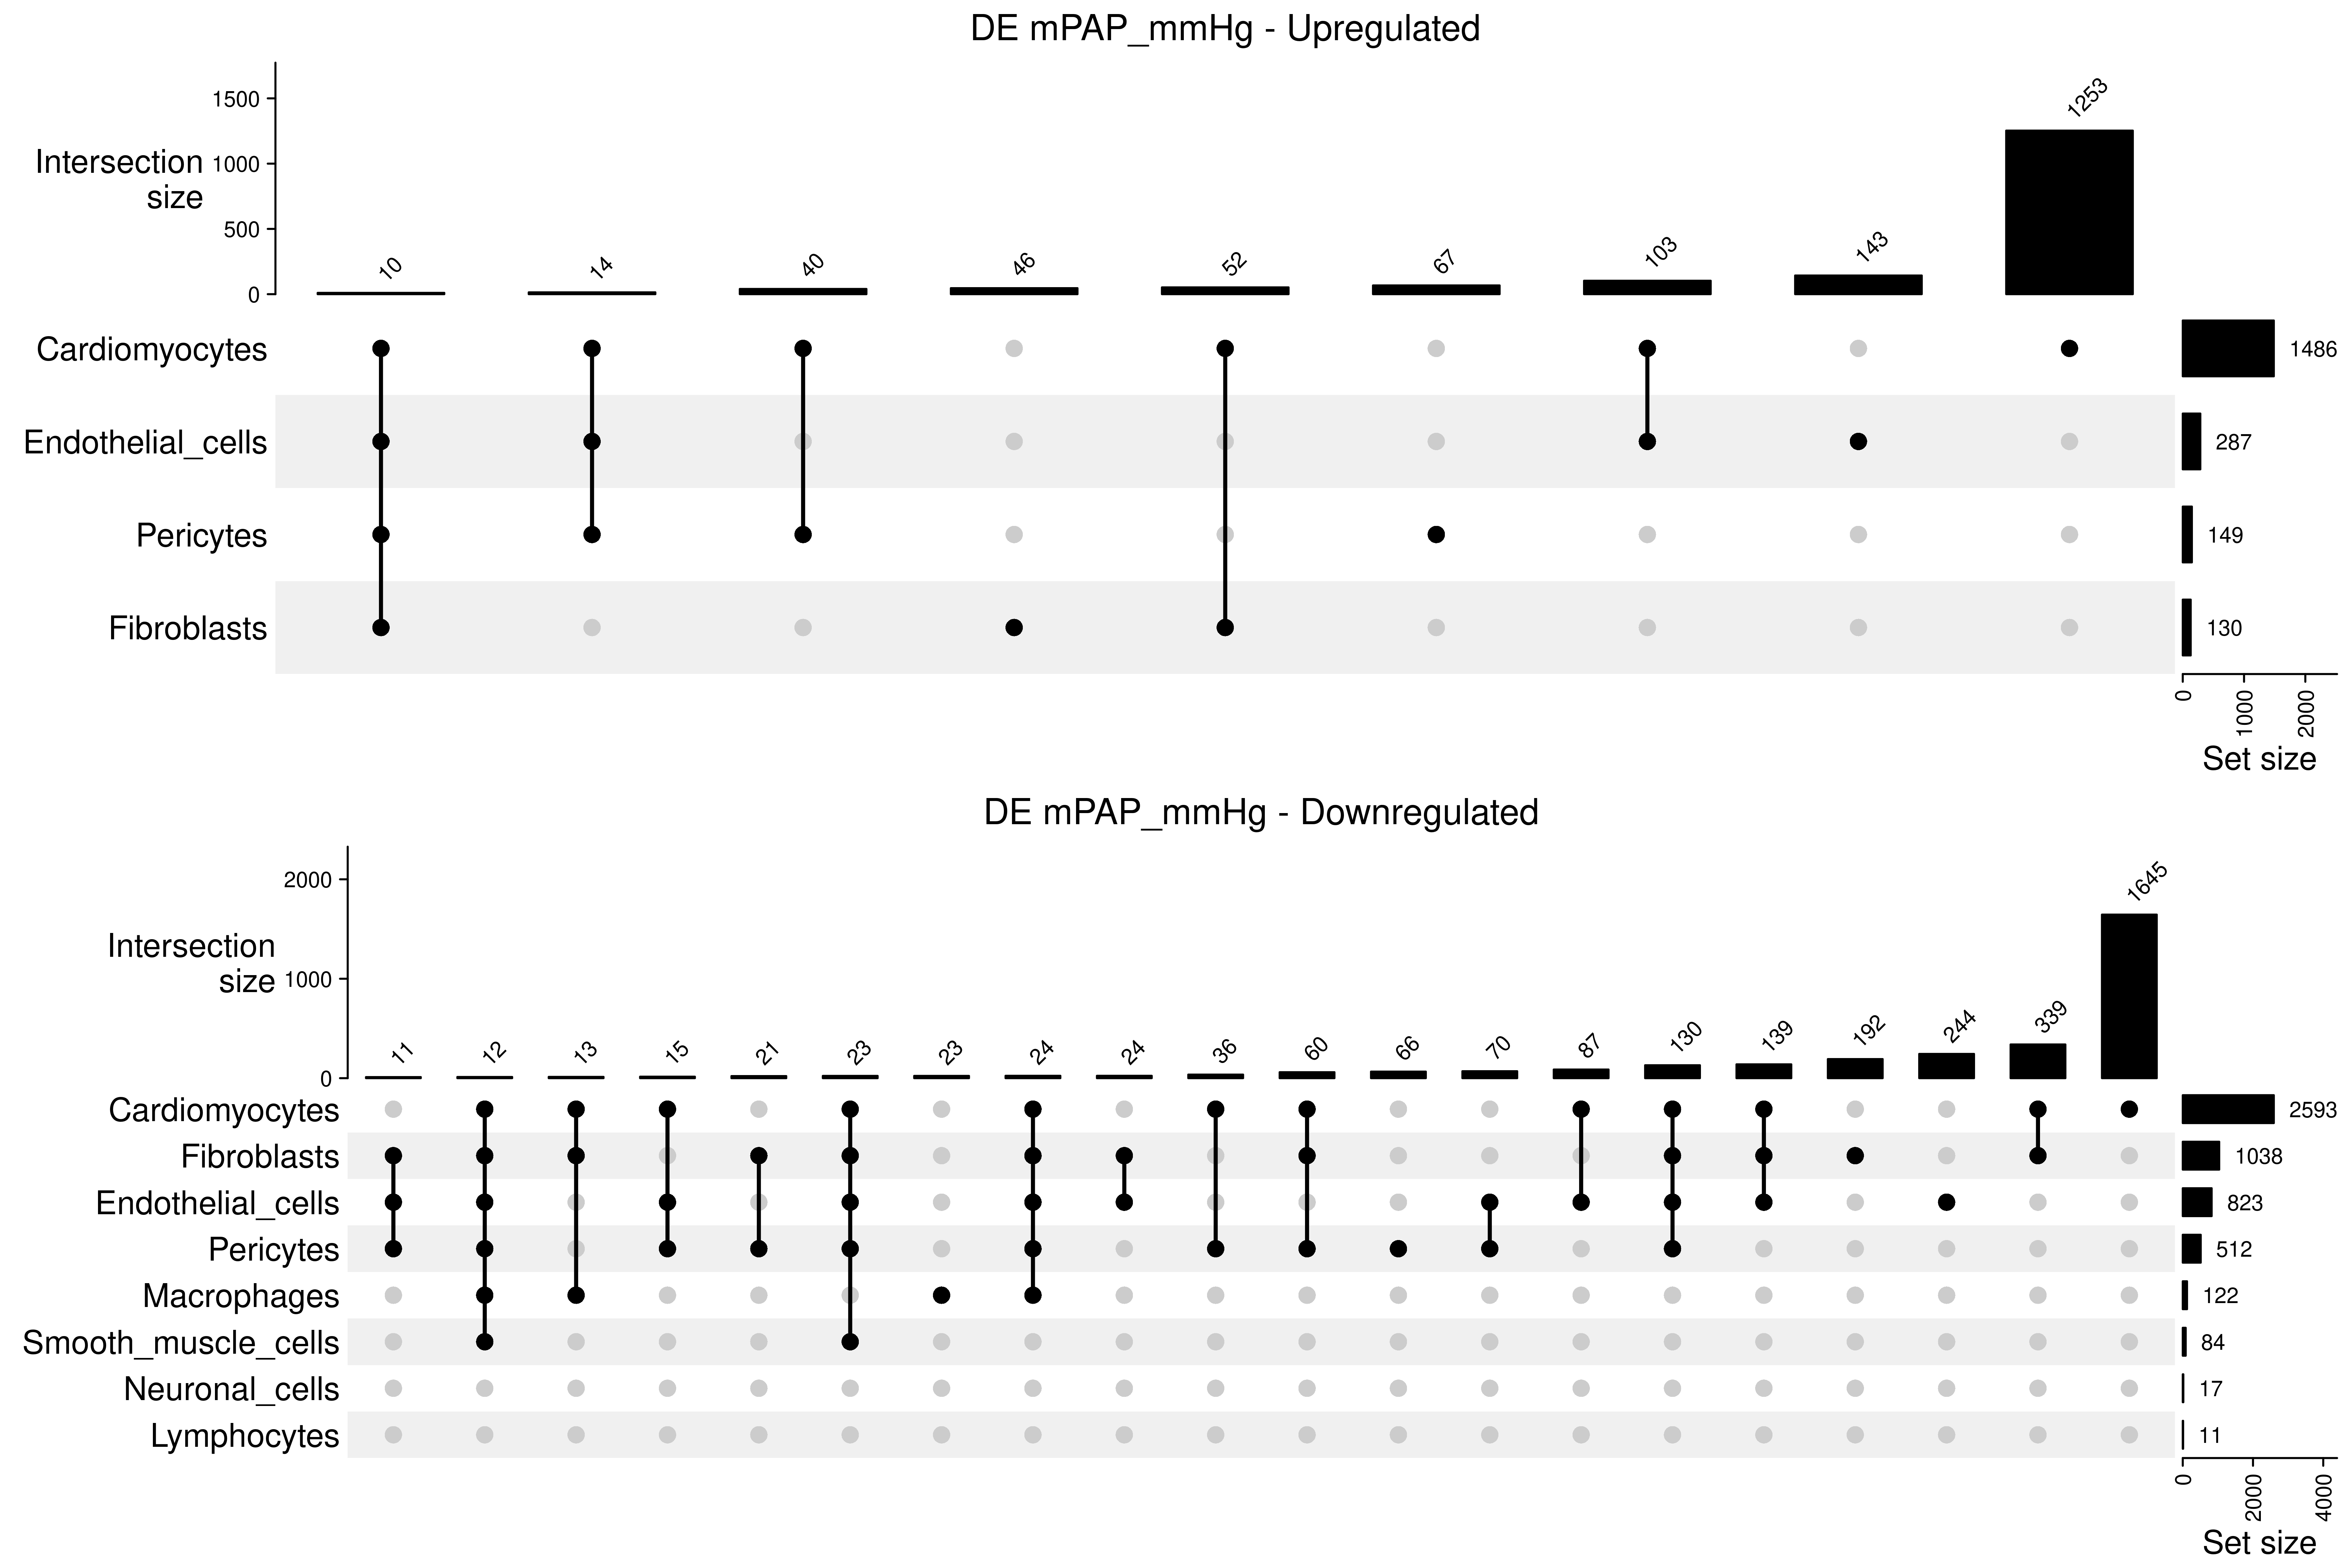 DE mPAP_mmHg - Upregulated
1500
1000
500
0
Intersection
size
10 14 40 46 52 67 103 143 1253
Cardiomyocytes 1486
Endothelial_cells 287
Pericytes 149
Fibroblasts 130
0 1000 2000
Set size
DE mPAP_mmHg - Downregulated
2000
1000
0
Intersection
size
11 12 13 15 21 23 23 24 24 36 60 66 70 87 130 139 192 244 339 1645
Cardiomyocytes 2593
Fibroblasts 1038
Endothelial_cells 823
Pericytes 512
Macrophages 122
Smooth_muscle_cells 84
Neuronal_cells 17
Lymphocytes 11
0 2000 4000
Set size